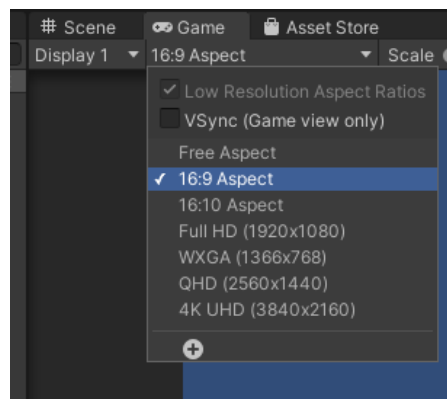 Scene Game Asset Store
Display 1 16:9 Aspect Scale
Low Resolution Aspect Ratios
VSync (Game view only)
Free Aspect
16:9 Aspect
16:10 Aspect
Full HD (1920x1080)
WXGA (1366x768)
QHD (2560x1440)
4K UHD (3840x2160)